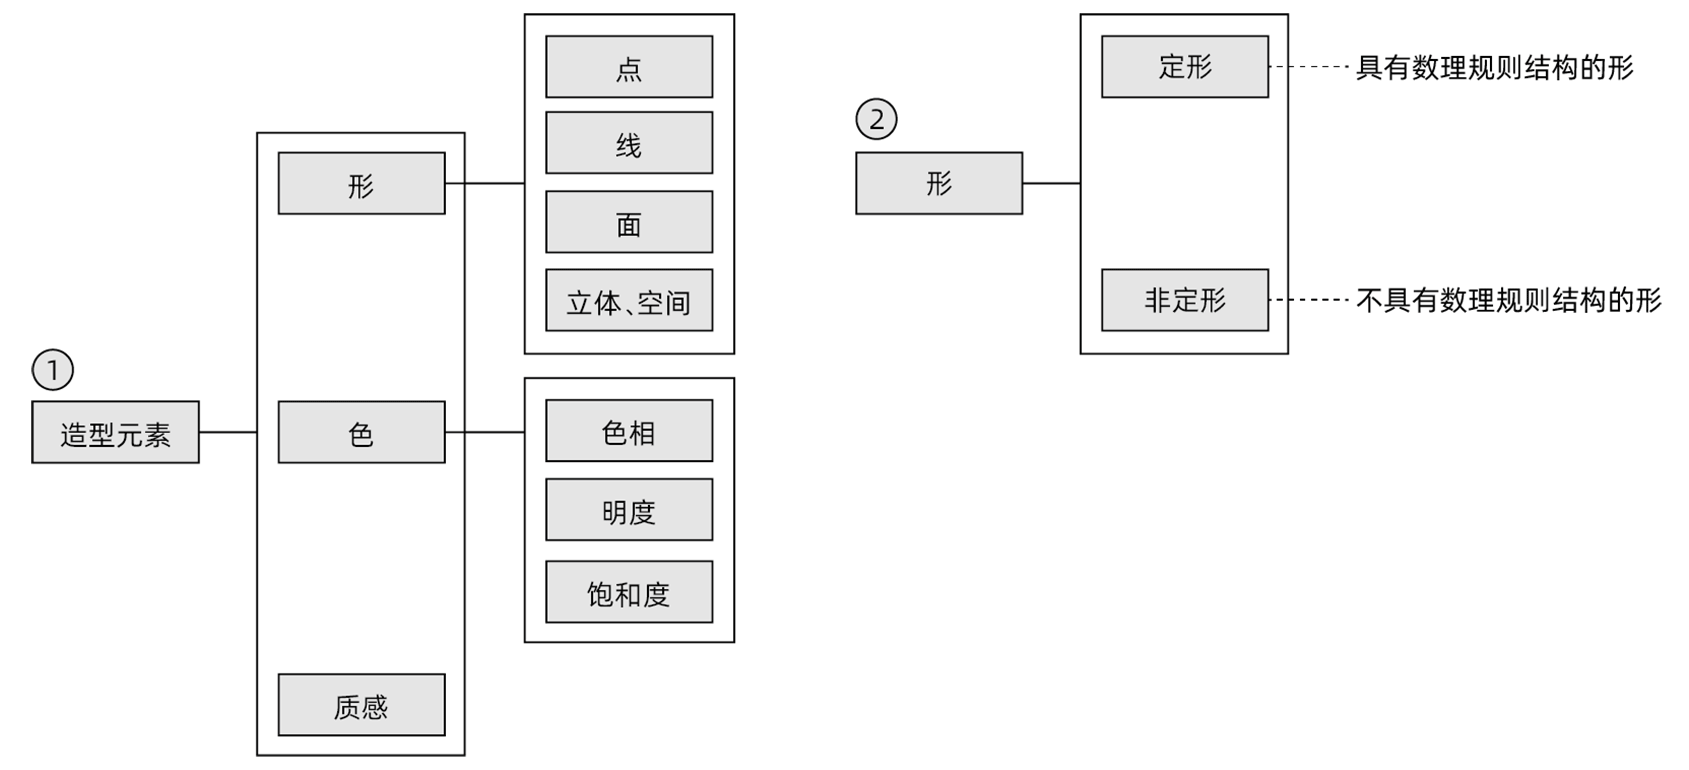 1
造型元素
形
色
质感
点
线
面
立体、空间
色相
明度
饱和度
2
形
定形
具有数理规则结构的形
非定形
不具有数理规则结构的形